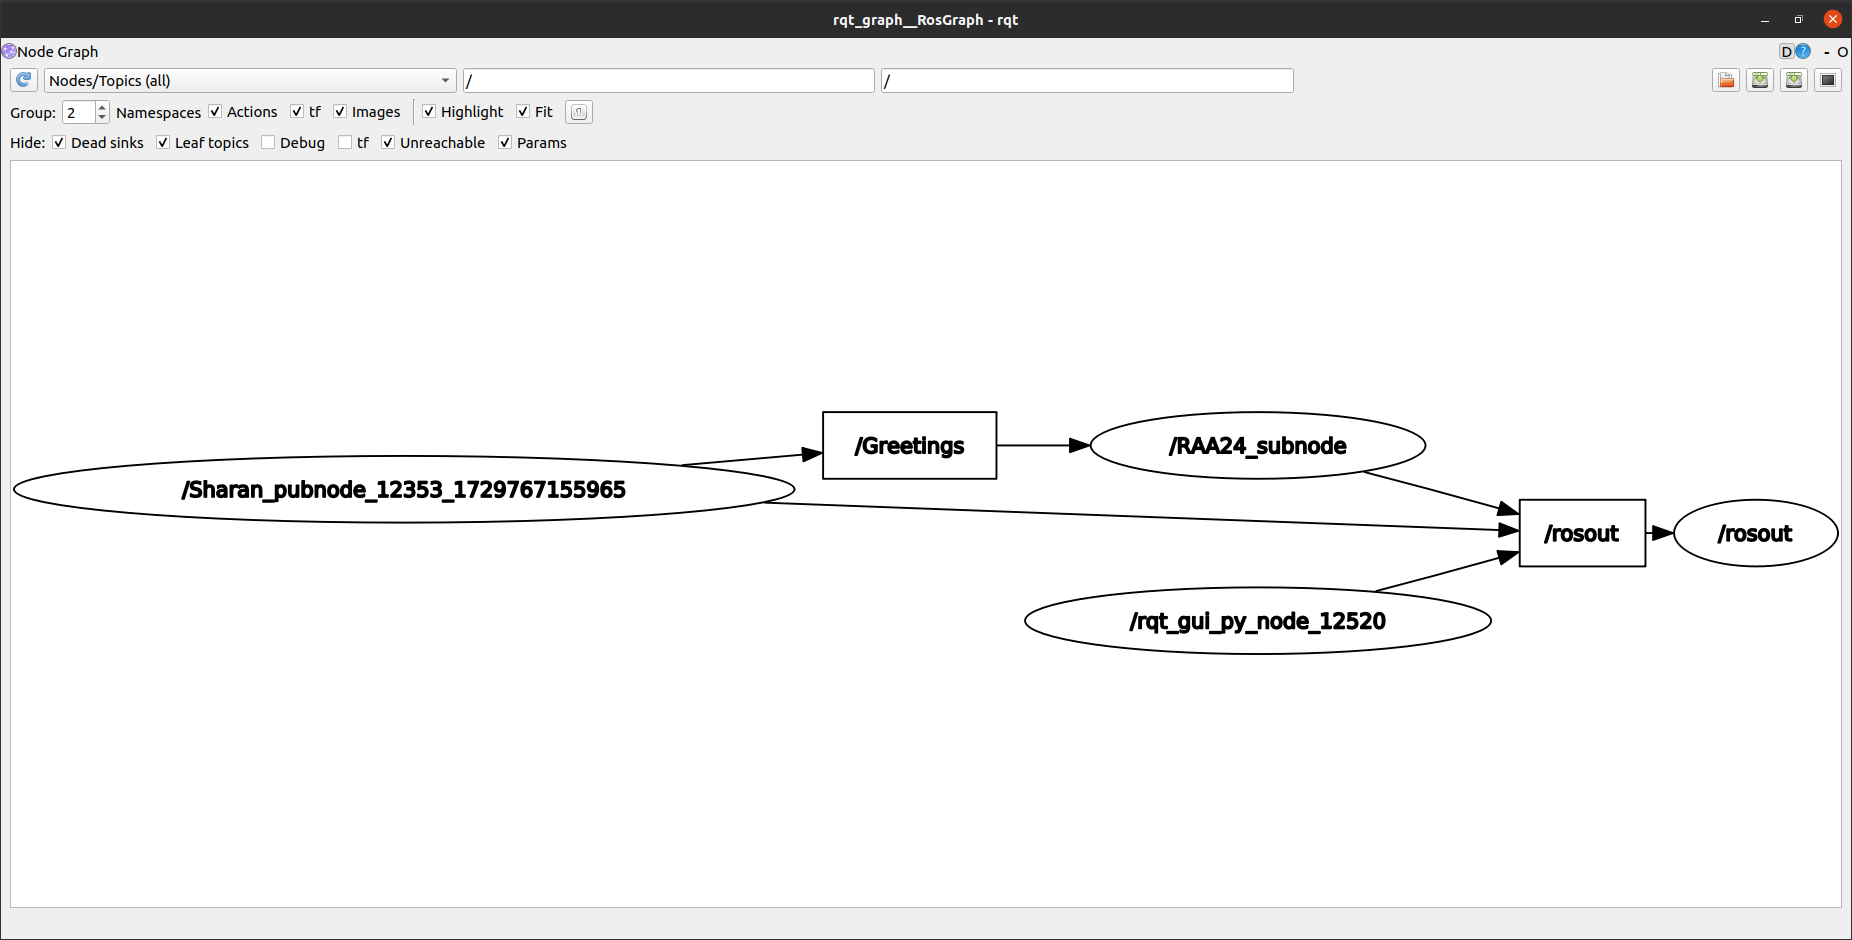 rqt_graph__RosGraph - rqt
Node Graph
D ? - O
Nodes/Topics (all) / /
Group: 2 Namespaces Actions tf Images Highlight Fit
Hide: Dead sinks Leaf topics Debug tf Unreachable Params
/Greetings
/RAA24_subnode
/Sharan_pubnode_12353_1729767155965
/rosout
/rosout
/rqt_gui_py_node_12520